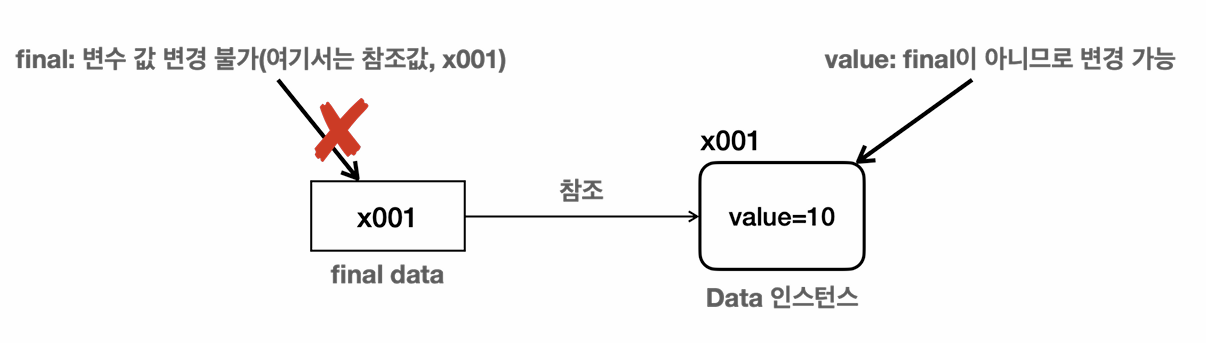 final: 변수 값 변경 불가(여기서는 참조값, x001)
value: final이 아니므로 변경 가능
x001
참조
x001
value=10
final data
Data 인스턴스